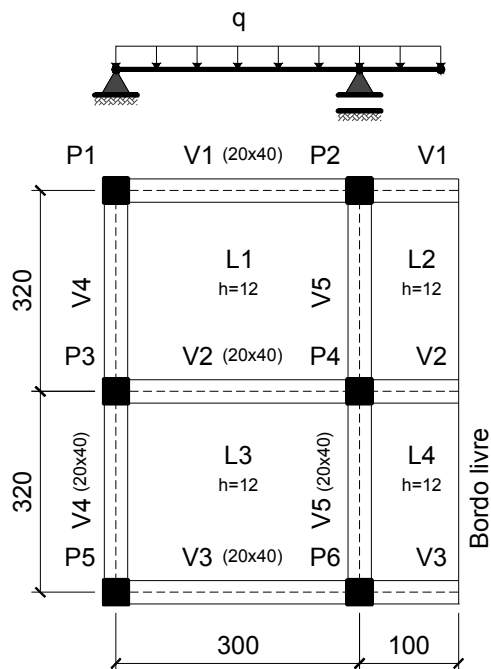 q
P1 V1 (20x40) P2 V1
320 V4 L1 V5 L2
h=12 h=12
P3 V2 (20x40) P4 V2
320 V4 (20x40) L3 V5 (20x40) L4 Bordo livre
h=12 h=12
P5 V3 (20x40) P6 V3
300 100